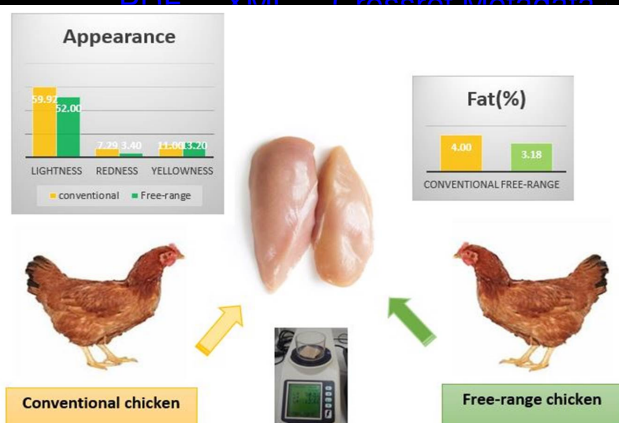 Appearance
59.92
52.00
7.29 3.40
11.00 13.20
LIGHTNESS REDNESS YELLOWNESS
conventional Free-range
Fat(%)
4.00
3.18
CONVENTIONAL FREE-RANGE
Conventional chicken
Free-range chicken